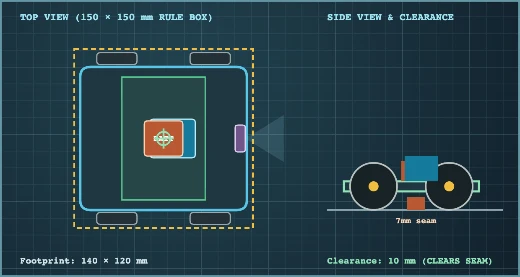 TOP VIEW (150 × 150 mm RULE BOX)
SIDE VIEW & CLEARANCE
7mm seam
Footprint: 140 × 120 mm
Clearance: 10 mm (CLEARS SEAM)